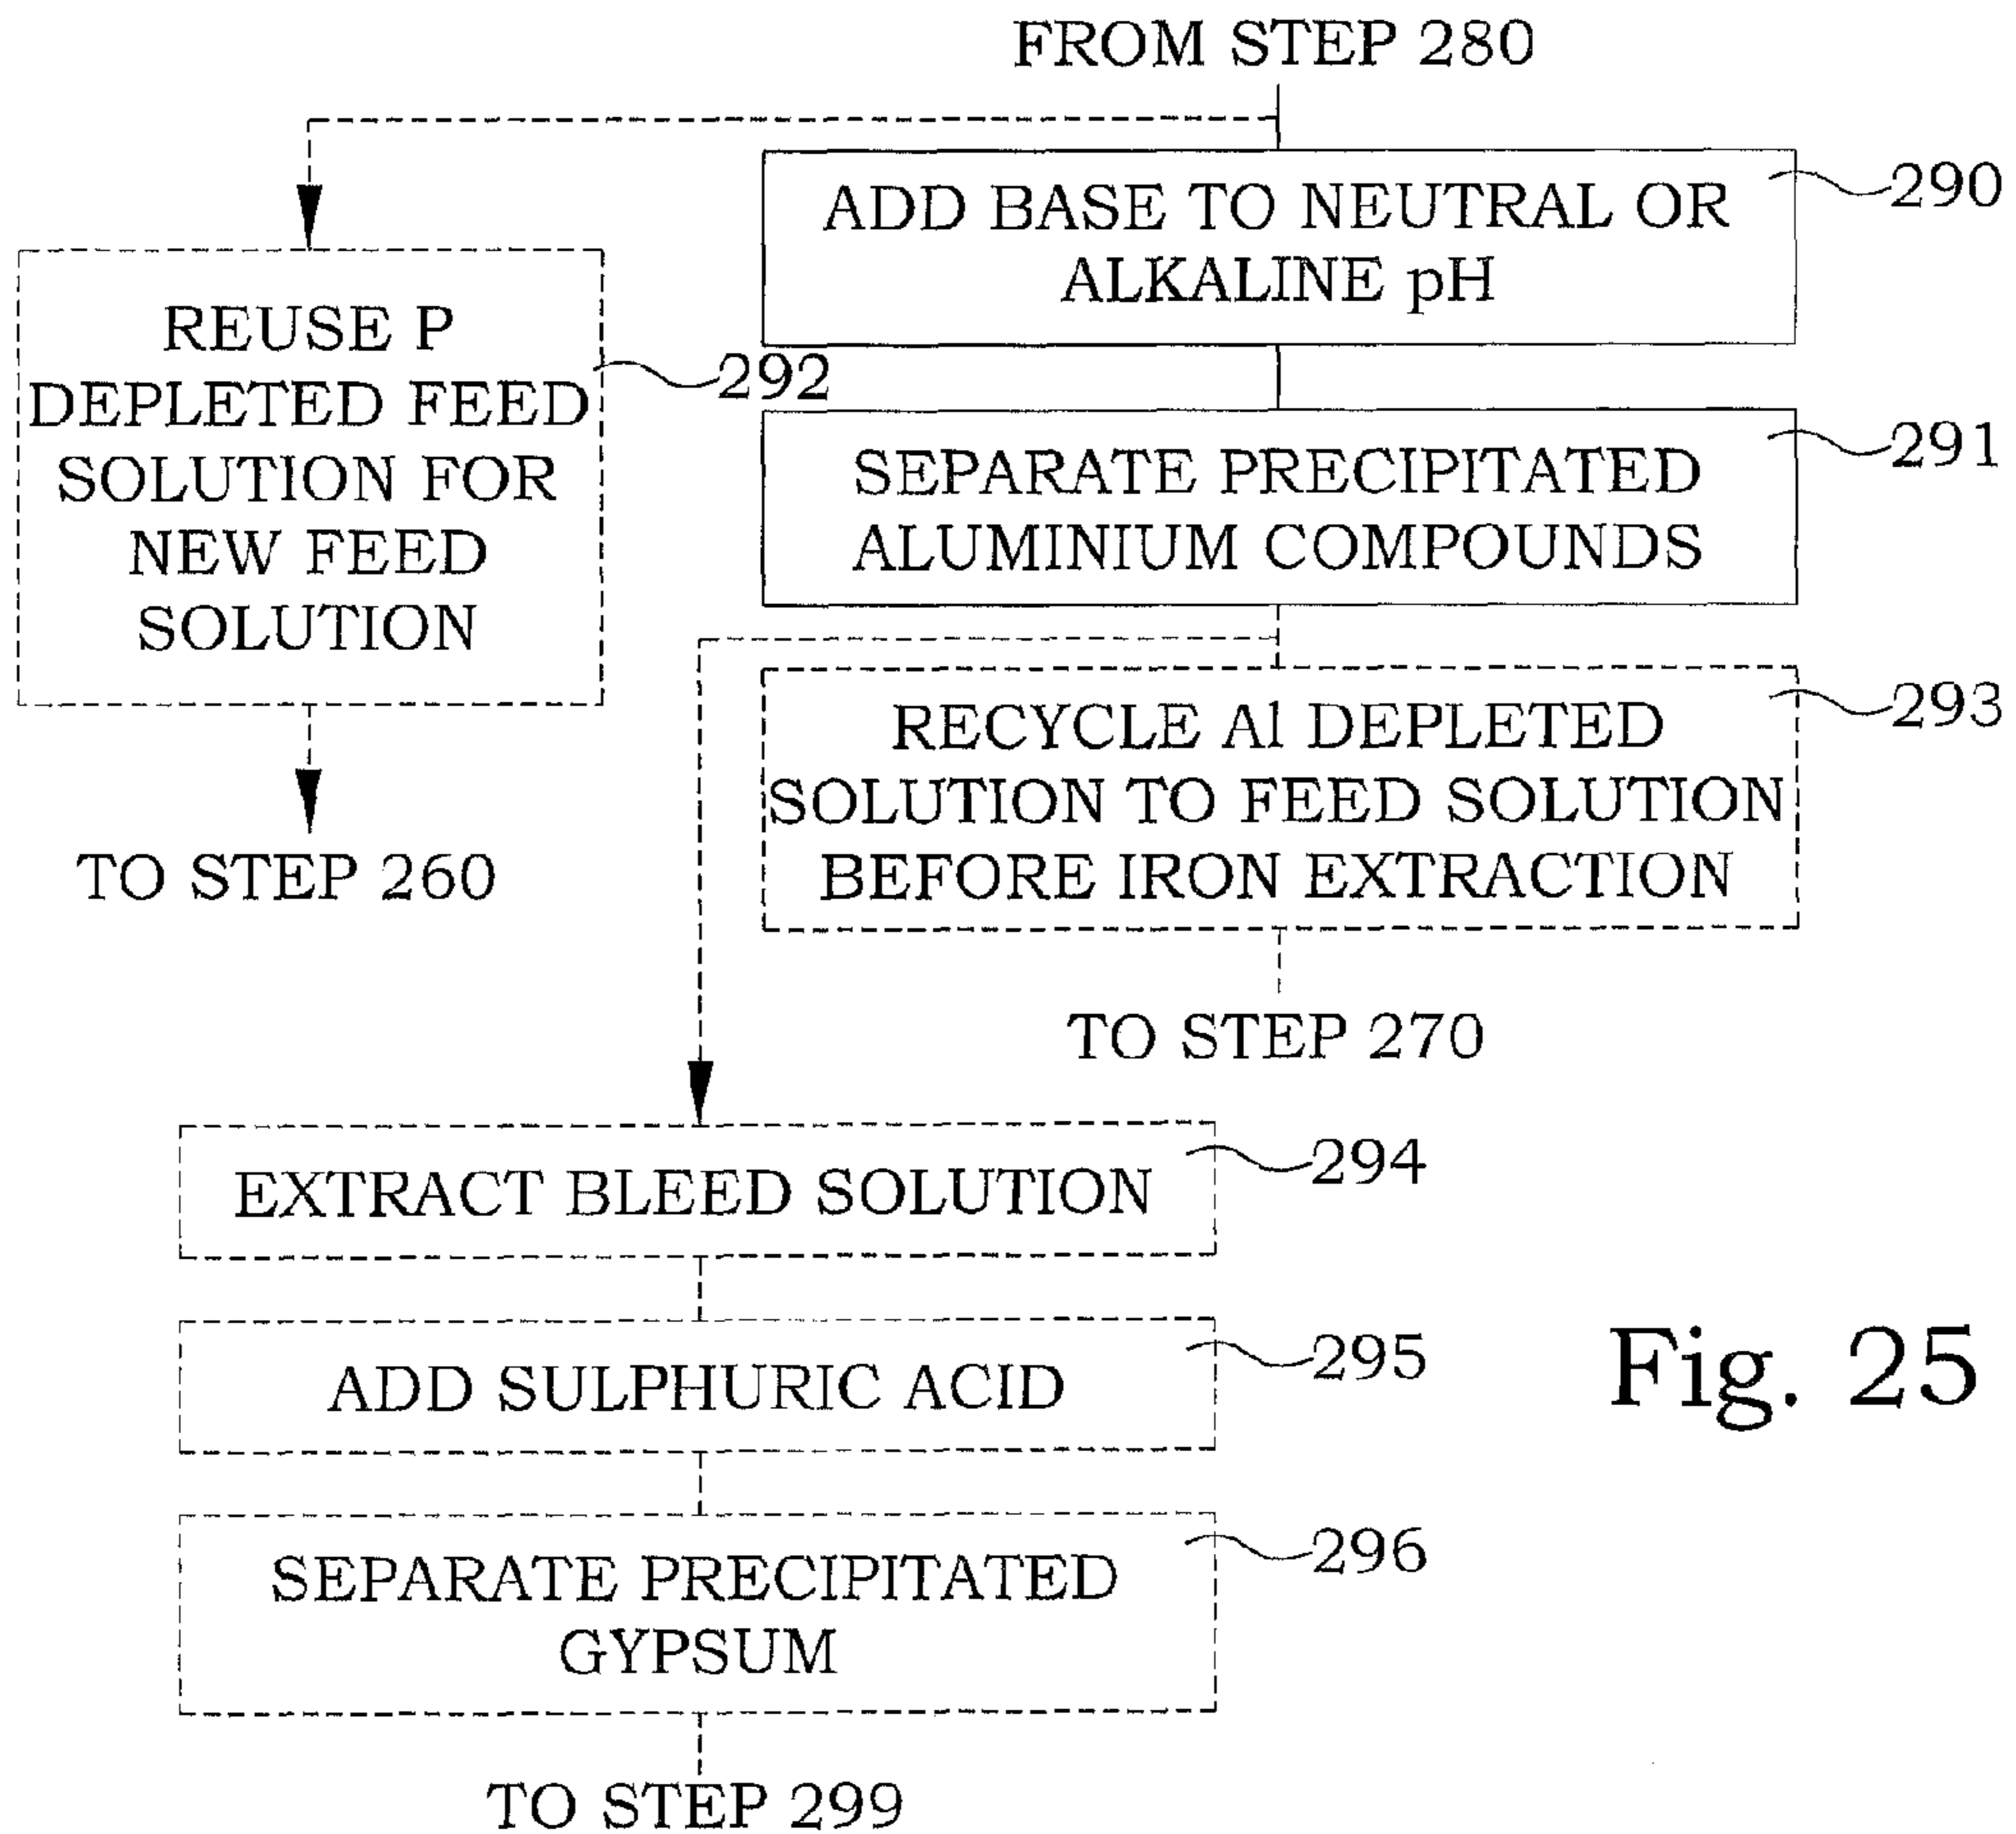 FROM STEP 280
ADD BASE TO NEUTRAL OR
ALKALINE pH
290
REUSE P
DEPLETED FEED
SOLUTION FOR
NEW FEED
SOLUTION
292
TO STEP 260
SEPARATE PRECIPITATED
ALUMINIUM COMPOUNDS
291
RECYCLE Al DEPLETED
SOLUTION TO FEED SOLUTION
BEFORE IRON EXTRACTION
293
TO STEP 270
EXTRACT BLEED SOLUTION
294
ADD SULPHURIC ACID
295
SEPARATE PRECIPITATED
GYPSUM
296
TO STEP 299
Fig. 25